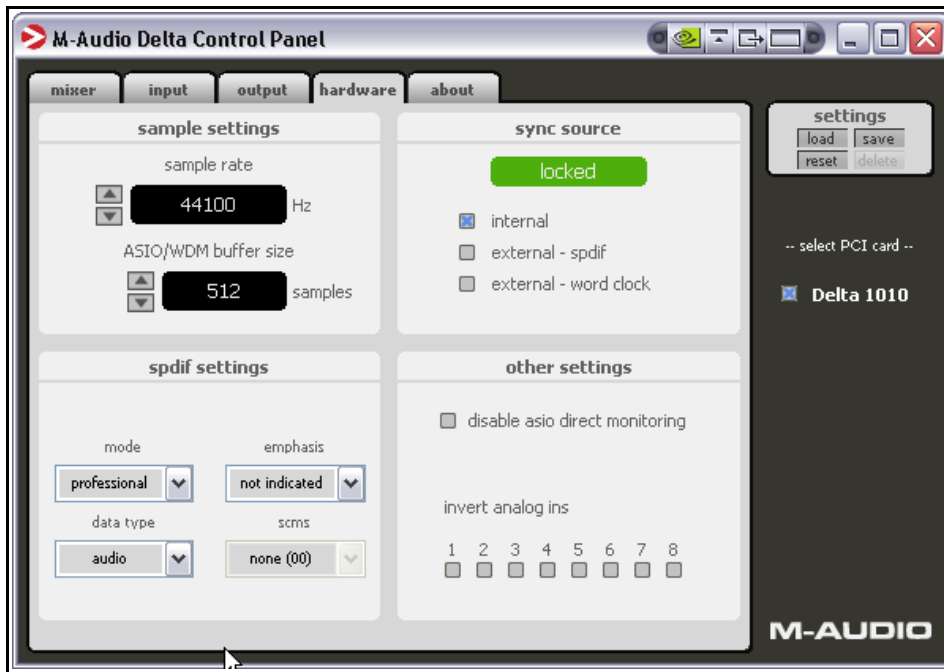 M-Audio Delta Control Panel
mixer input output hardware about
sample settings
sample rate
44100 Hz
ASIO/WDM buffer size
512 samples
sync source
locked
internal
external - spdif
external - word clock
spdif settings
mode emphasis
professional not indicated
data type scms
audio none (00)
other settings
disable asio direct monitoring
invert analog ins
1 2 3 4 5 6 7 8
settings
load save
reset delete
-- select PCI card --
Delta 1010
M-AUDIO